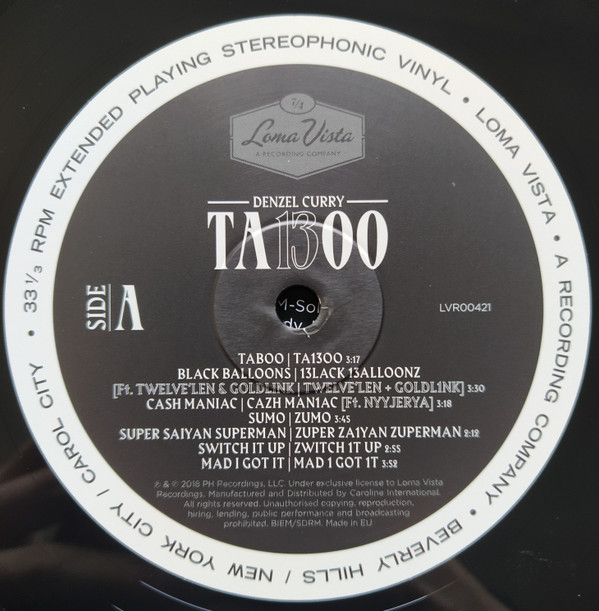 33 ⅓ RPM EXTENDED PLAYING STEREOPHONIC VINYL • LOMA VISTA • A RECORDING COMPANY • BEVERLY HILLS / NEW YORK CITY / CAROL CITY •
Loma Vista
A RECORDING COMPANY
DENZEL CURRY
TA13OO
SIDE A
LVR00421
M-So
dy
TABOO | TA13OO 3:17
BLACK BALLOONS | 13LACK 13ALLOONZ
[Ft. TWELVE'LEN & GOLDLINK | TWELVE'LEN + GOLDL1NK] 3:30
CASH MANIAC | CAZH MAN1AC [Ft. NYYJERYA] 3:18
SUMO | ZUMO 3:45
SUPER SAIYAN SUPERMAN | ZUPER ZA1YAN ZUPERMAN 2:12
SWITCH IT UP | ZWITCH 1T UP 2:55
MAD I GOT IT | MAD 1 GOT 1T 3:52
℗ & © 2018 PH Recordings, LLC. Under exclusive license to Loma Vista
Recordings. Manufactured and Distributed by Caroline International.
All rights reserved. Unauthorised copying, reproduction,
hiring, lending, public performance and broadcasting
prohibited. BIEM/SDRM. Made in EU